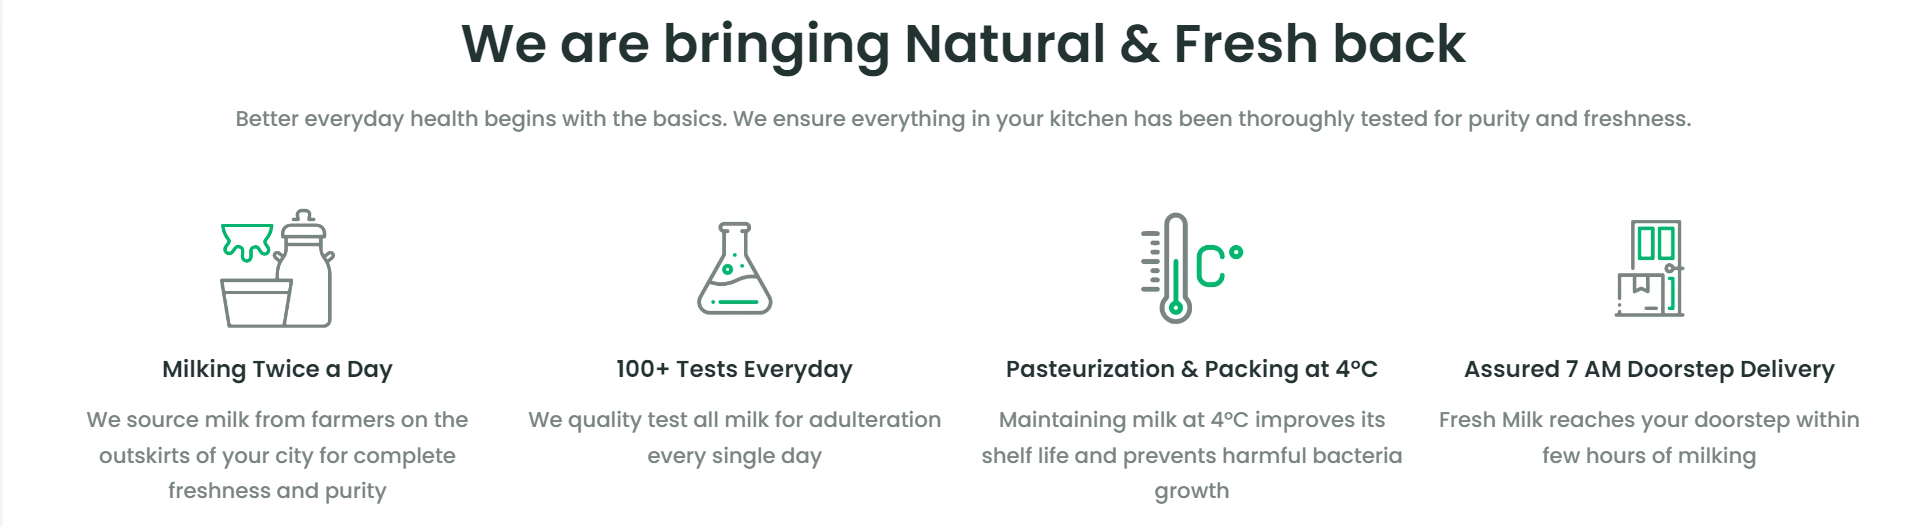 We are bringing Natural & Fresh back
Better everyday health begins with the basics. We ensure everything in your kitchen has been thoroughly tested for purity and freshness.
C°
Milking Twice a Day
We source milk from farmers on the
outskirts of your city for complete
freshness and purity
100+ Tests Everyday
We quality test all milk for adulteration
every single day
Pasteurization & Packing at 4°C
Maintaining milk at 4°C improves its
shelf life and prevents harmful bacteria
growth
Assured 7 AM Doorstep Delivery
Fresh Milk reaches your doorstep within
few hours of milking